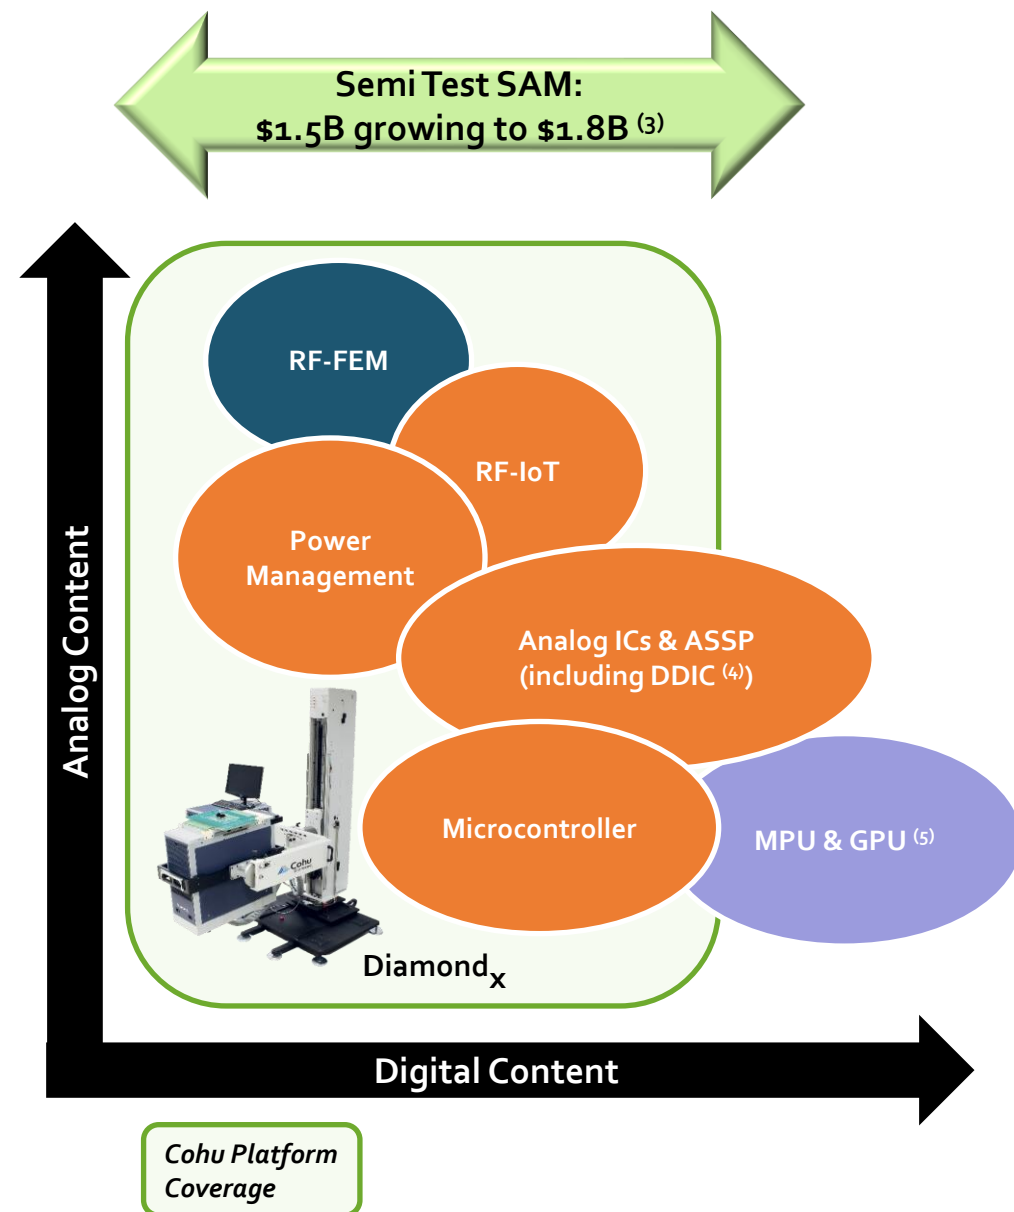 Semi Test SAM:
$1.5B growing to $1.8B (3)
RF-FEM
RF-IoT
Power
Management
Analog ICs & ASSP
(including DDIC (4))
Microcontroller
MPU & GPU (5)
Analog Content
Cohu
Diamondx
Digital Content
Cohu Platform
Coverage